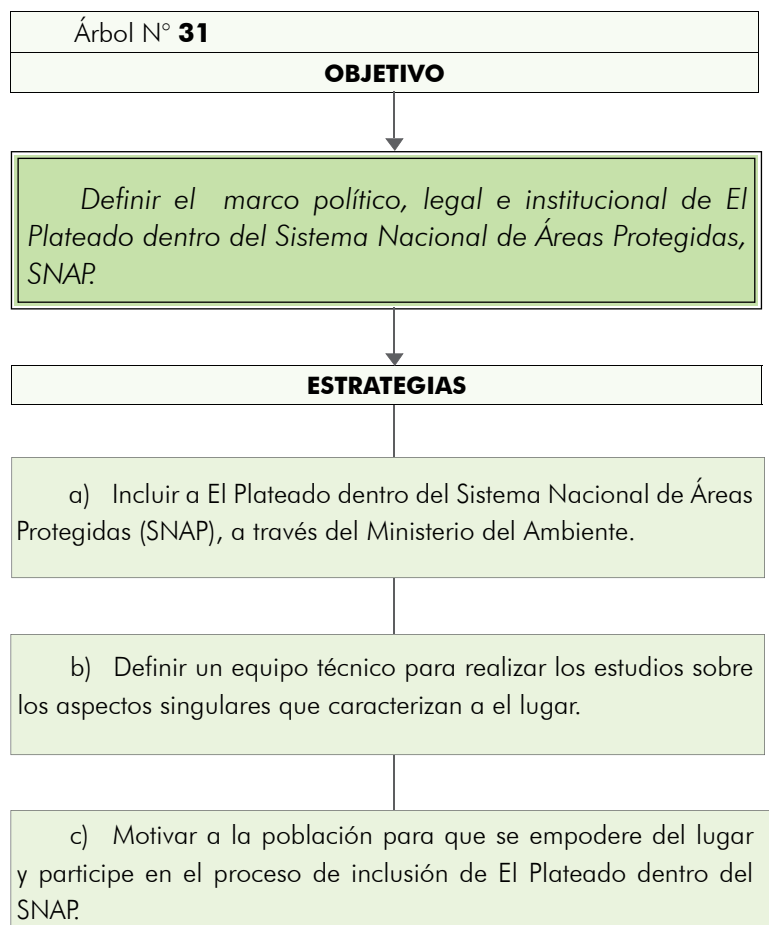 Árbol N° 31
OBJETIVO
Definir el marco político, legal e institucional de El
Plateado dentro del Sistema Nacional de Áreas Protegidas,
SNAP.
ESTRATEGIAS
a) Incluir a El Plateado dentro del Sistema Nacional de Áreas
Protegidas (SNAP), a través del Ministerio del Ambiente.
b) Definir un equipo técnico para realizar los estudios sobre
los aspectos singulares que caracterizan a el lugar.
c) Motivar a la población para que se empodere del lugar
y participe en el proceso de inclusión de El Plateado dentro del
SNAP.